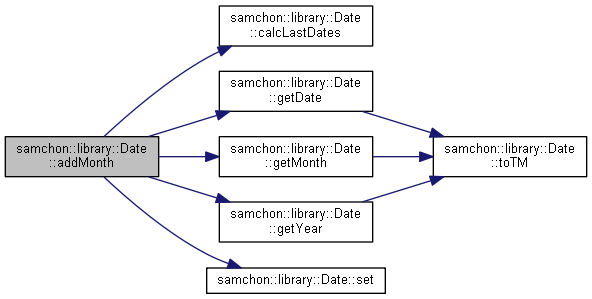 samchon::library::Date
::calcLastDates
samchon::library::Date
::getDate
samchon::library::Date
::addMonth
samchon::library::Date
::getMonth
samchon::library::Date
::toTM
samchon::library::Date
::getYear
samchon::library::Date::set